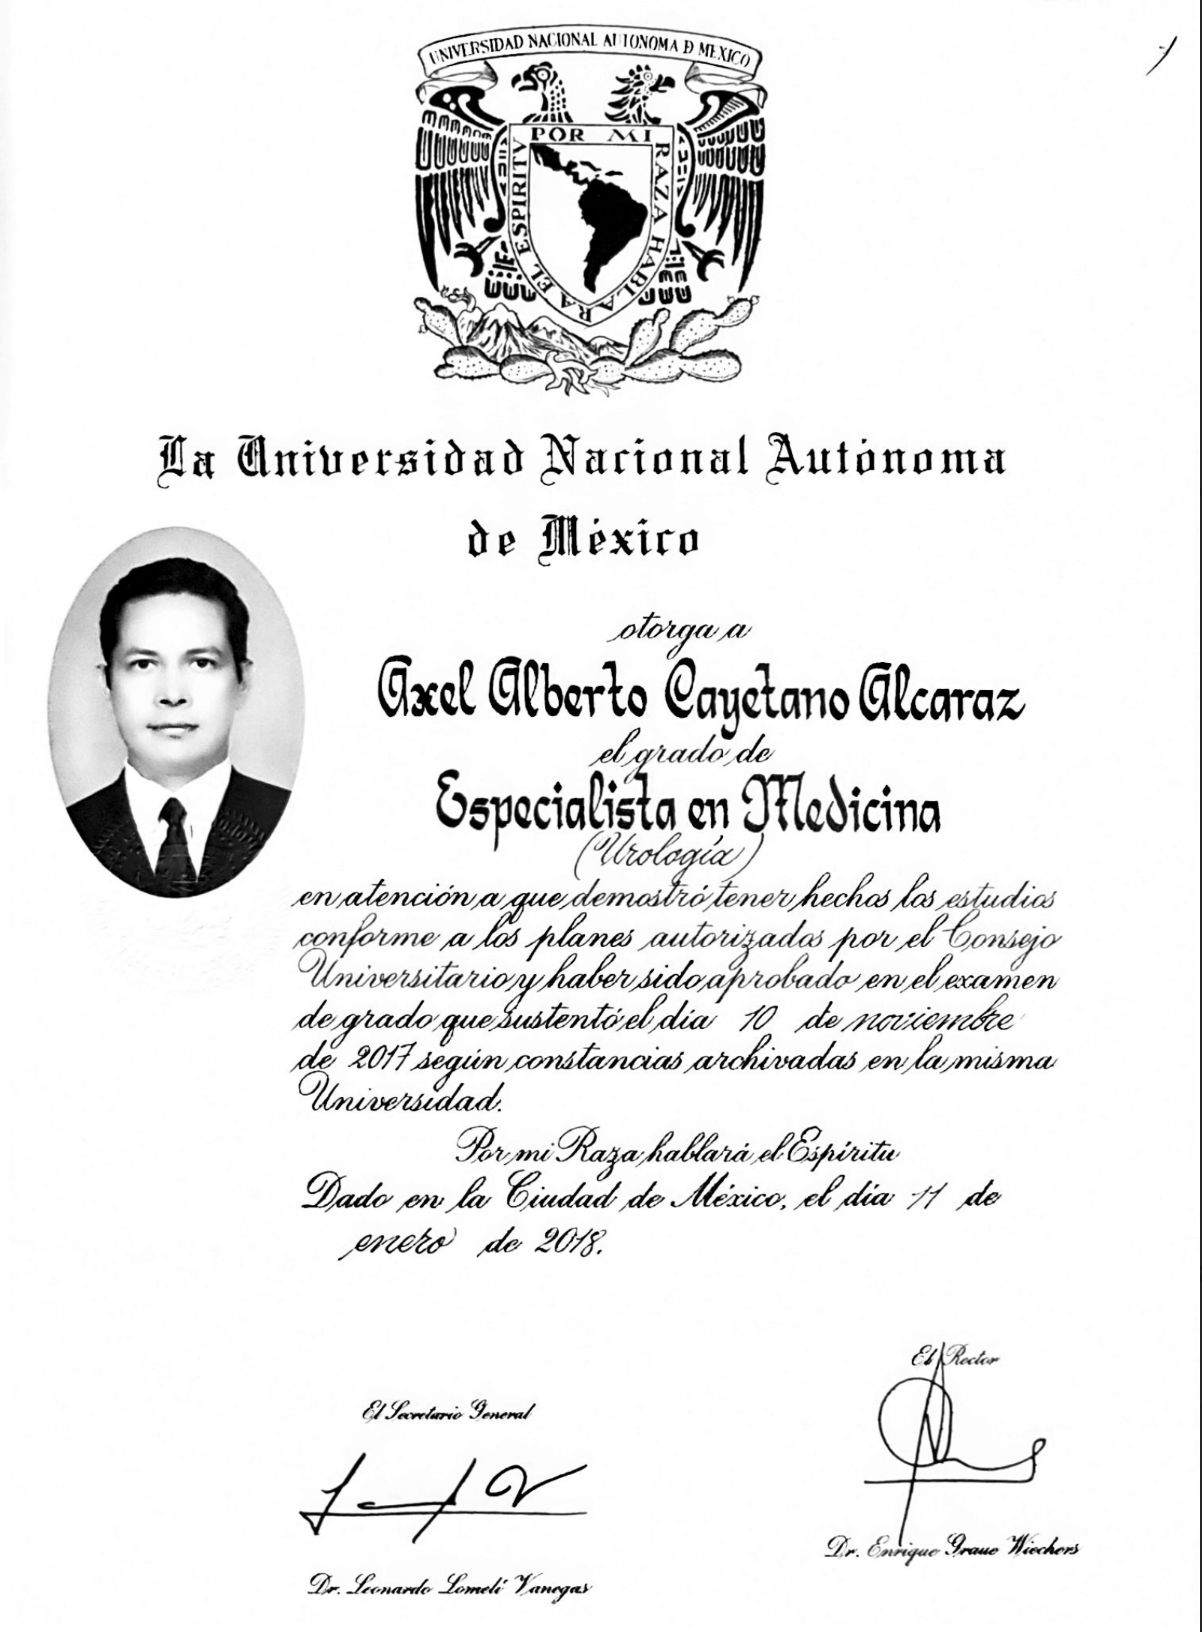 UNIVERSIDAD NACIONAL AUTONOMA D MEXICO
POR MI RAZA HABLARA EL ESPIRITV
La Universidad Nacional Autónoma
de México
otorga a
Axel Alberto Cayetano Alcaraz
el grado de
Especialista en Medicina
(Urología)
en atención a que demostró tener hechos los estudios
conforme a los planes autorizados por el Consejo
Universitario y haber sido aprobado en el examen
de grado que sustentó el día 10 de noviembre
de 2017 según constancias archivadas en la misma
Universidad.
Por mi Raza hablará el Espíritu
Dado en la Ciudad de México, el día 11 de
enero de 2018.
El Rector
El Secretario General
Dr. Enrique Graue Wiechers
Dr. Leonardo Lomelí Vanegas